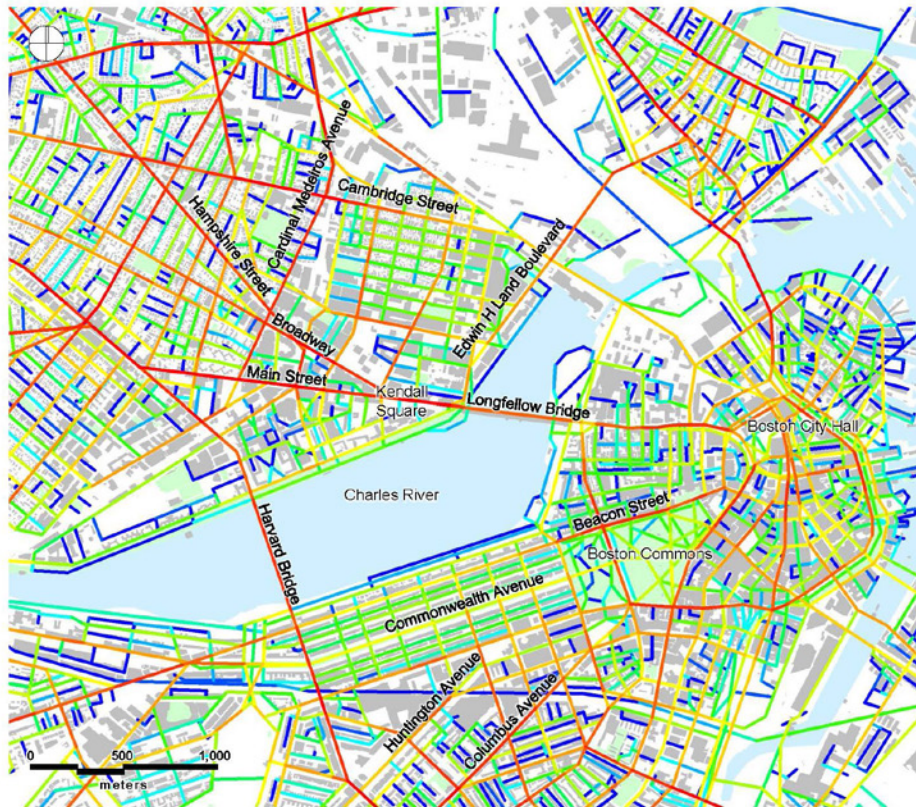 Cardinal Medeiros Avenue
Cambridge Street
Hampshire Street
Edwin H Land Boulevard
Broadway
Main Street
Kendall
Square
Longfellow Bridge
Boston City Hall
Charles River
Harvard Bridge
Beacon Street
Boston Commons
Commonwealth Avenue
Huntington Avenue
Columbus Avenue
0 500 1,000
meters